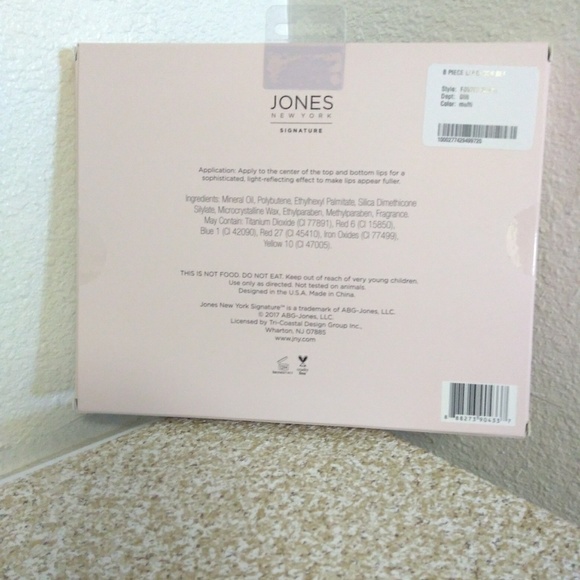 JONES
NEW YORK
SIGNATURE
8 PIECE
Style:
Dept:
Color: multi
Application: Apply to the center of the top and bottom lips for a
sophisticated, light-reflecting effect to make lips appear fuller.
Ingredients: Mineral Oil, Polybutene, Ethylhexyl Palmitate, Silica Dimethicone
Silylate, Microcrystalline Wax, Ethylparaben, Methylparaben, Fragrance,
May Contain: Titanium Dioxide (CI 77891), Red 6 (CI 15850),
Blue 1 (CI 42090), Red 27 (CI 45410), Iron Oxides (CI 77499),
Yellow 10 (CI 47005).
THIS IS NOT FOOD. DO NOT EAT. Keep out of reach of very young children.
Use only as directed. Not tested on animals.
Designed in the U.S.A. Made in China.
Jones New York Signature™ is a trademark of ABG-Jones, LLC.
© 2017 ABG-Jones, LLC.
Licensed by Tri-Coastal Design Group Inc.,
Wharton, NJ 07885
www.jny.com